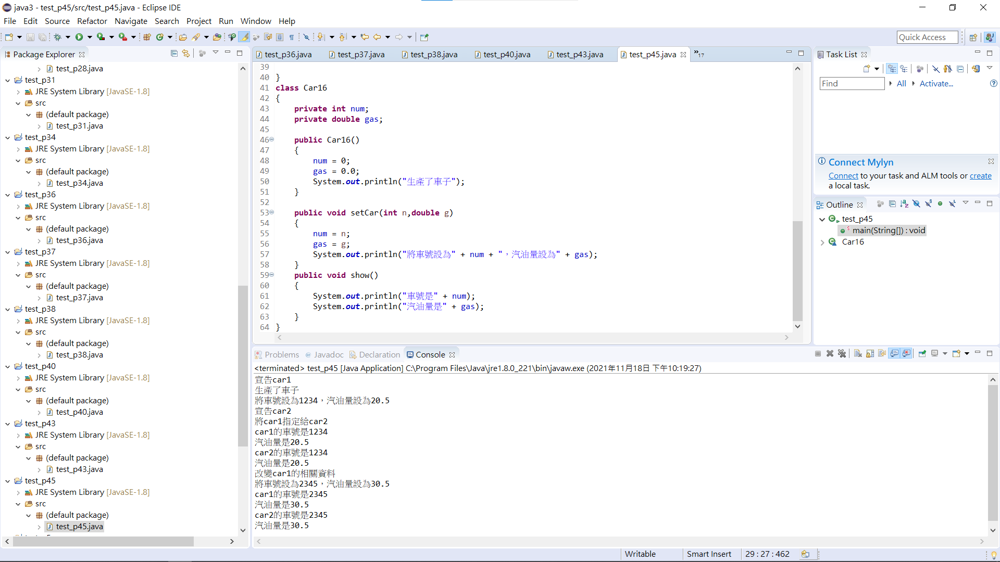 java3 - test_p45/src/test_p45.java - Eclipse IDE
File Edit Source Refactor Navigate Search Project Run Window Help
Quick Access
Package Explorer
test_p28.java
test_p31
JRE System Library [JavaSE-1.8]
src
(default package)
test_p31.java
test_p34
JRE System Library [JavaSE-1.8]
src
(default package)
test_p34.java
test_p36
JRE System Library [JavaSE-1.8]
src
(default package)
test_p36.java
test_p37
JRE System Library [JavaSE-1.8]
src
(default package)
test_p37.java
test_p38
JRE System Library [JavaSE-1.8]
src
(default package)
test_p38.java
test_p40
JRE System Library [JavaSE-1.8]
src
(default package)
test_p40.java
test_p43
JRE System Library [JavaSE-1.8]
src
(default package)
test_p43.java
test_p45
JRE System Library [JavaSE-1.8]
src
(default package)
test_p45.java
test_p36.java test_p37.java test_p38.java test_p40.java test_p43.java test_p45.java »17
39
40 }
41 class Car16
42 {
43 private int num;
44 private double gas;
45
46 public Car16()
47 {
48 num = 0;
49 gas = 0.0;
50 System.out.println("生產了車子");
51 }
52
53 public void setCar(int n,double g)
54 {
55 num = n;
56 gas = g;
57 System.out.println("將車號設為" + num + "，汽油量設為" + gas);
58 }
59 public void show()
60 {
61 System.out.println("車號是" + num);
62 System.out.println("汽油量是" + gas);
63 }
64 }
Problems @ Javadoc Declaration Console
<terminated> test_p45 [Java Application] C:\Program Files\Java\jre1.8.0_221\bin\javaw.exe (2021年11月18日 下午10:19:27)
宣告car1
生產了車子
將車號設為1234，汽油量設為20.5
宣告car2
將car1指定給car2
car1的車號是1234
汽油量是20.5
car2的車號是1234
汽油量是20.5
改變car1的相關資料
將車號設為2345，汽油量設為30.5
car1的車號是2345
汽油量是30.5
car2的車號是2345
汽油量是30.5
Task List
Find All Activate...
Connect Mylyn
Connect to your task and ALM tools or create
a local task.
Outline
test_p45
main(String[]) : void
Car16
Writable Smart Insert 29 : 27 : 462